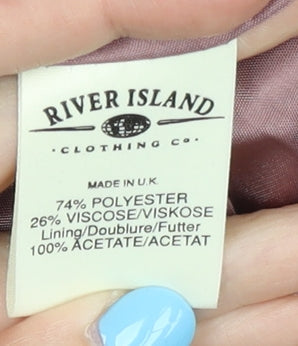 RIVER ISLAND
·CLOTHING Cº·
MADE IN U.K.
74% POLYESTER
26% VISCOSE/VISKOSE
Lining/Doublure/Futter
100% ACETATE/ACETAT